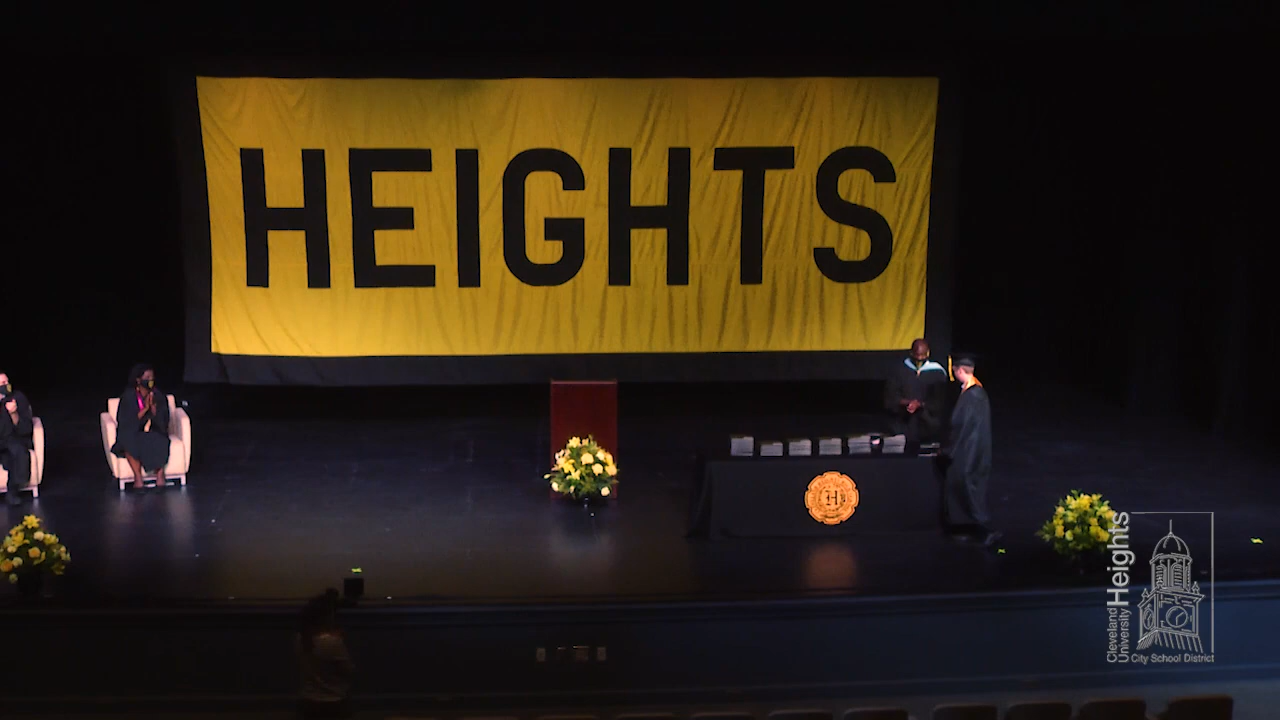 HEIGHTS
H
Cleveland
University
Heights
City School District